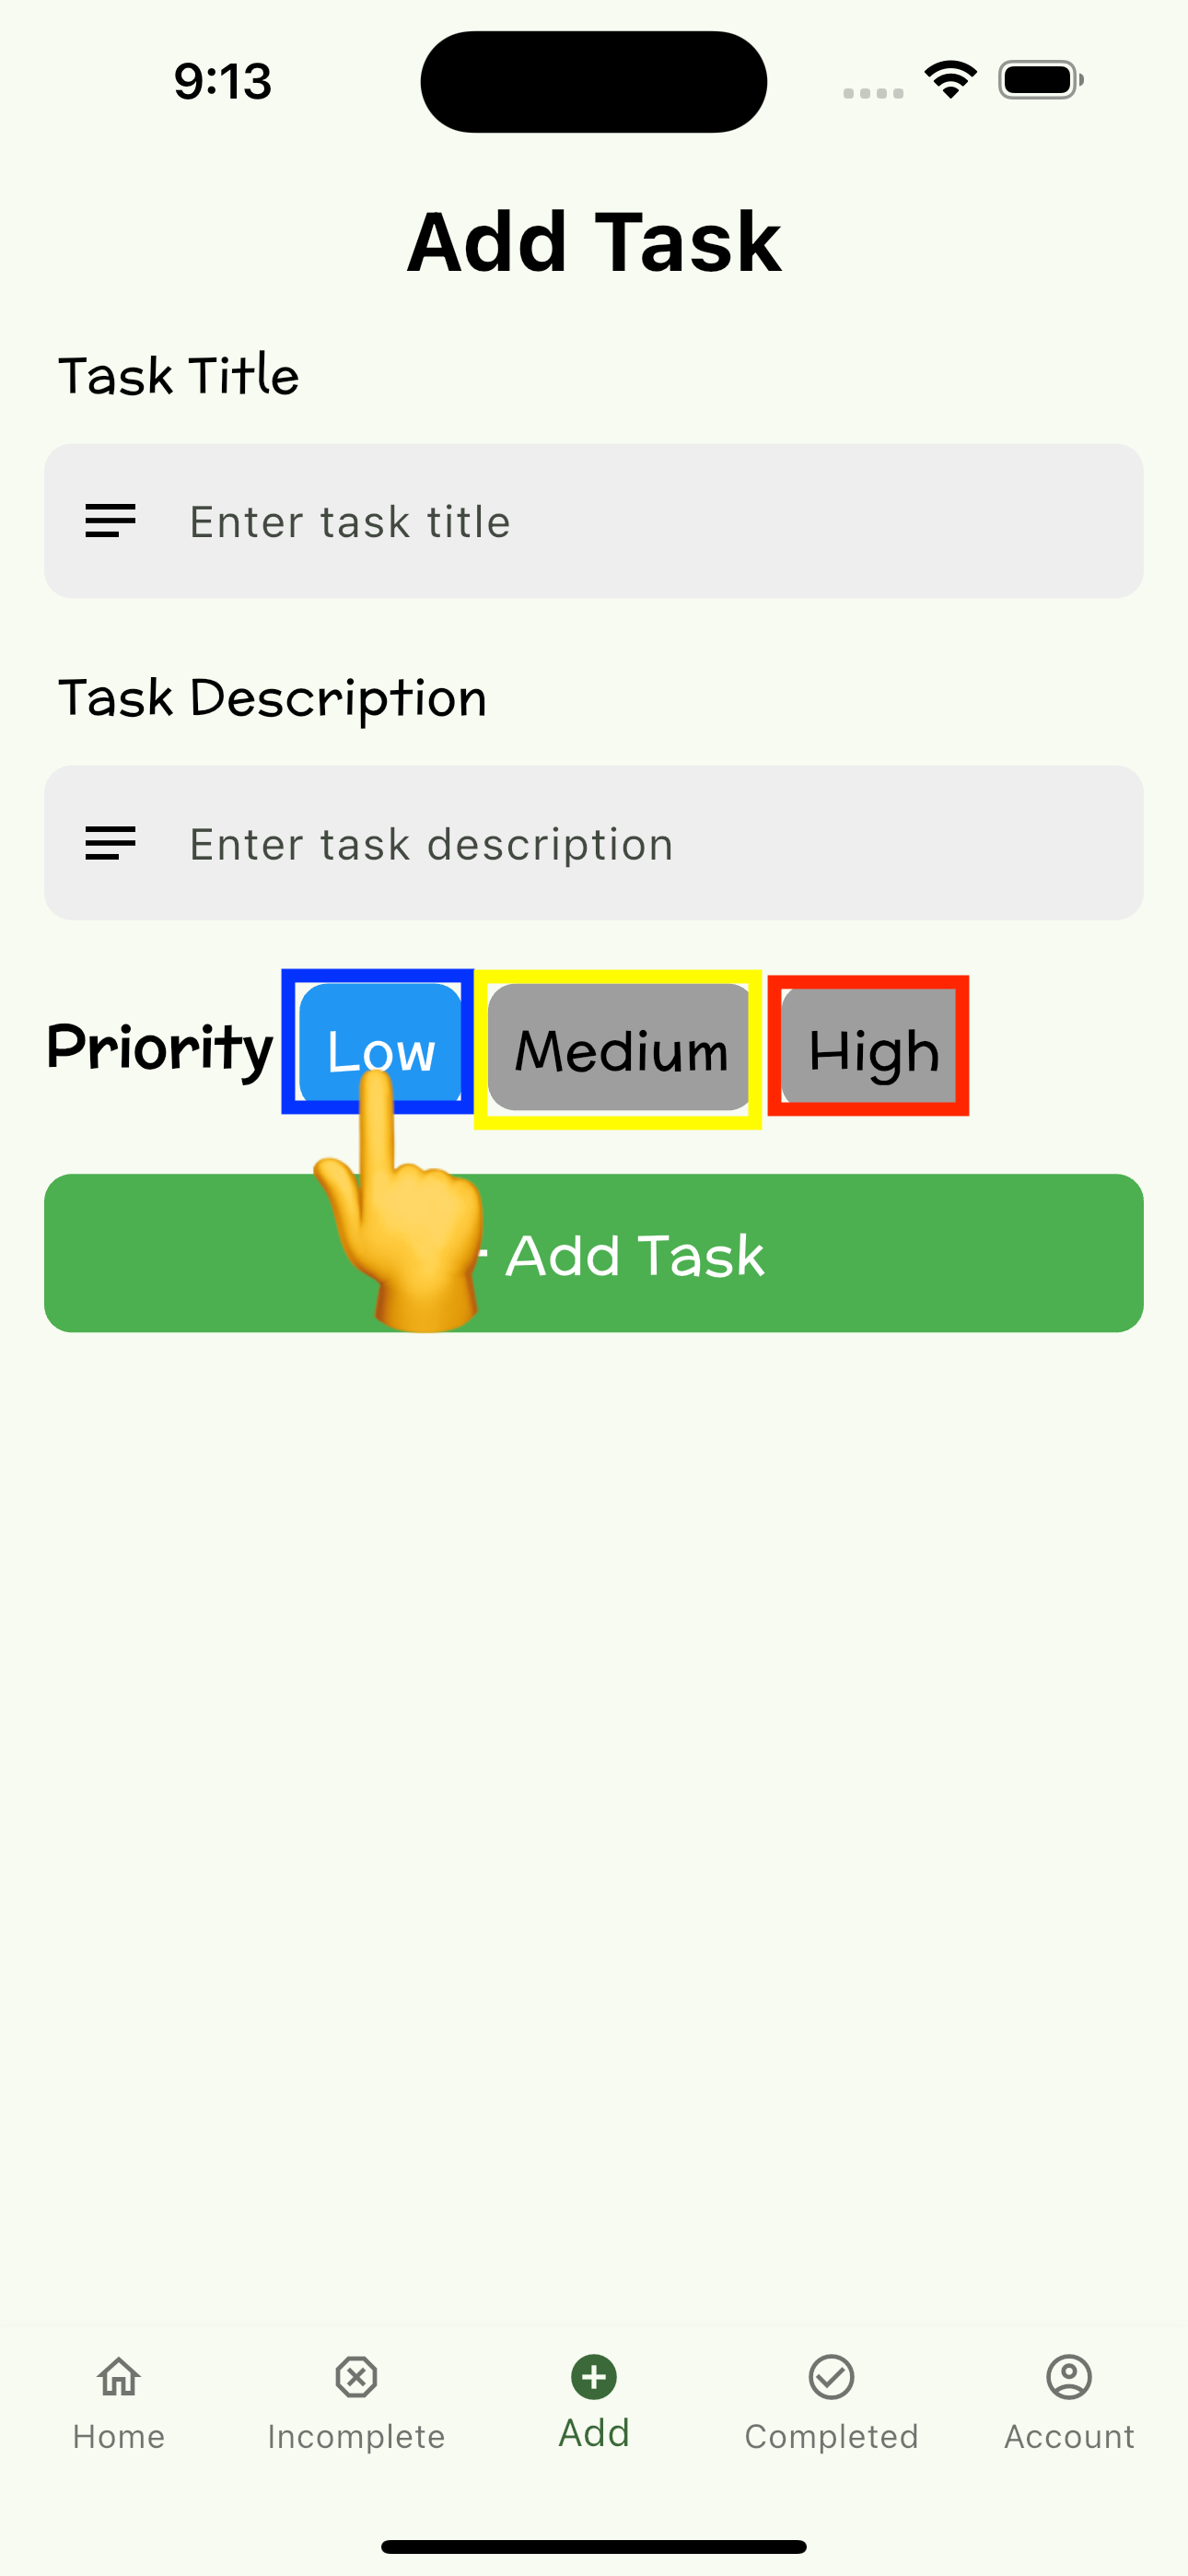 9:13
Add Task
Task Title
Enter task title
Task Description
Enter task description
Priority Low Medium High
Add Task
Home Incomplete Add Completed Account